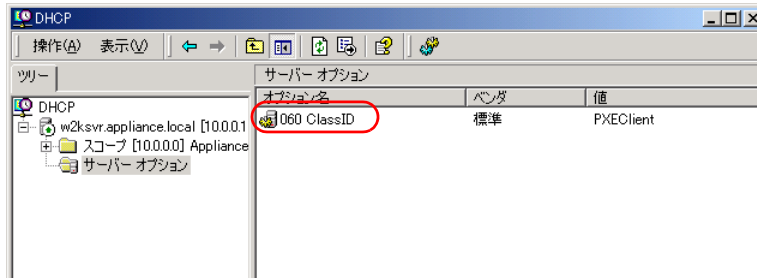 DHCP
操作(A) 表示(V)
ツリー
サーバー オプション
オプション名 ベンダ 値
DHCP
w2ksvr.appliance.local [10.0.0.1
スコープ [10.0.0.0] Appliance
サーバー オプション
060 ClassID 標準 PXEClient